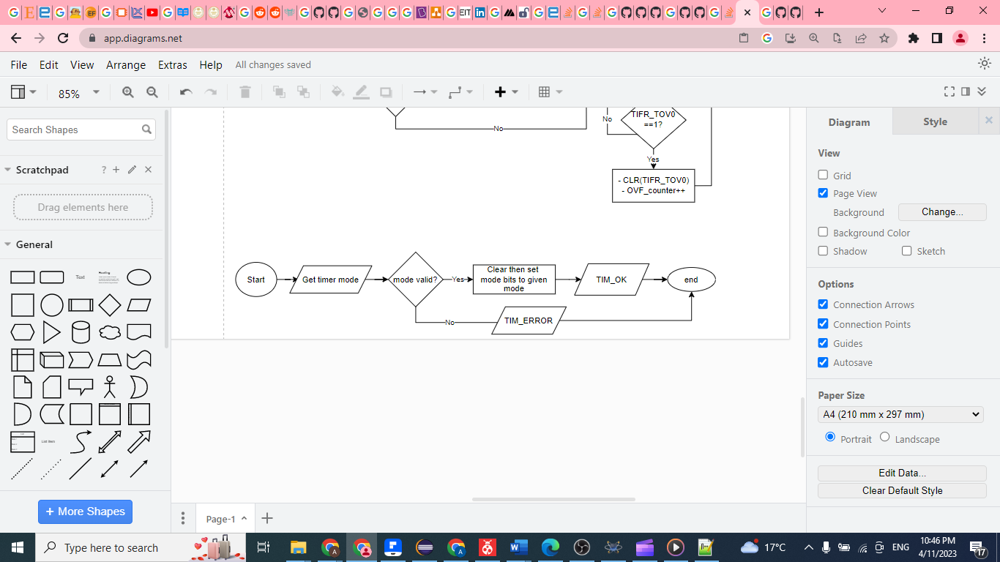 EIT
app.diagrams.net
File Edit View Arrange Extras Help All changes saved
85%
Search Shapes
Scratchpad
?
Drag elements here
General
Text
Heading
List Item
+ More Shapes
No
TIFR_TOV0
==1?
No
Yes
- CLR(TIFR_TOV0)
- OVF_counter++
Start
Get timer mode
mode valid?
Yes
Clear then set
mode bits to given
mode
TIM_OK
end
No
TIM_ERROR
Page-1
Diagram
Style
View
Grid
Page View
Background
Change...
Background Color
Shadow
Sketch
Options
Connection Arrows
Connection Points
Guides
Autosave
Paper Size
A4 (210 mm x 297 mm)
Portrait
Landscape
Edit Data...
Clear Default Style
Type here to search
17°C
ENG
10:46 PM
4/11/2023
17